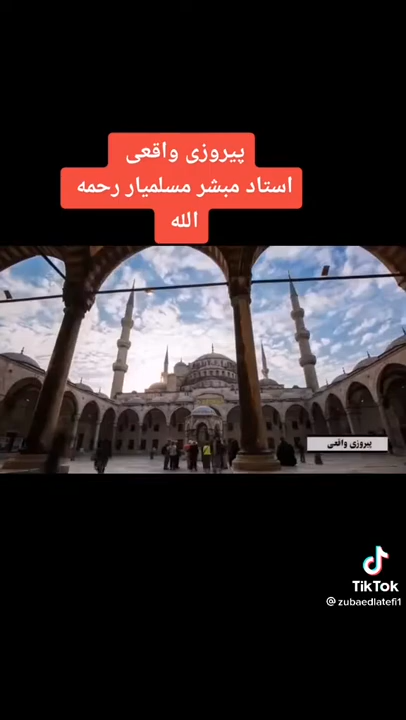 پیروزی واقعی
استاد مبشر مسلمیار رحمه
الله
پیروزی واقعی
TikTok
@zubaedlatefi1